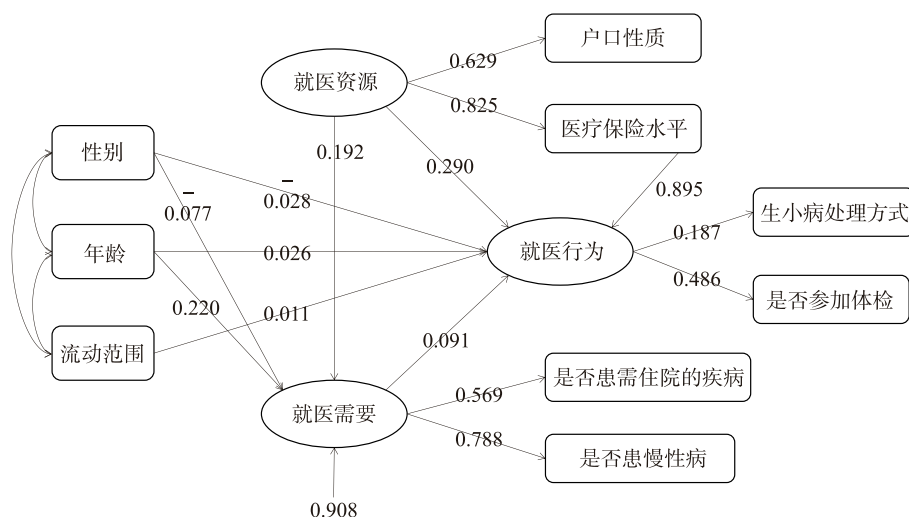 户口性质
0.629
就医资源
0.825
医疗保险水平
性别
0.192
0.290
0.895
−
0.028
−
0.077
生小病处理方式
0.187
年龄
0.026
就医行为
0.486
是否参加体检
0.220
0.011
流动范围
0.091
是否患需住院的疾病
0.569
就医需要
0.788
是否患慢性病
0.908